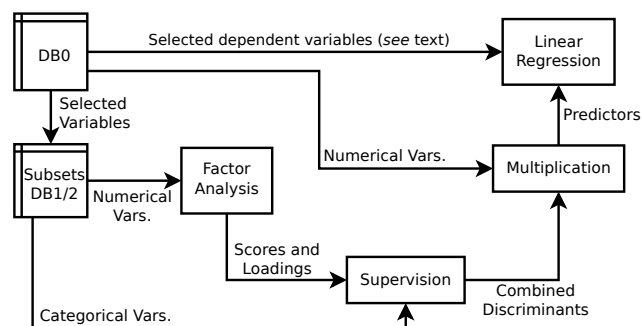 DB0
Selected dependent variables (see text)
Linear
Regression
Selected
Variables
Predictors
Numerical Vars.
Subsets
DB1/2
Numerical
Vars.
Factor
Analysis
Multiplication
Scores and
Loadings
Supervision
Combined
Discriminants
Categorical Vars.